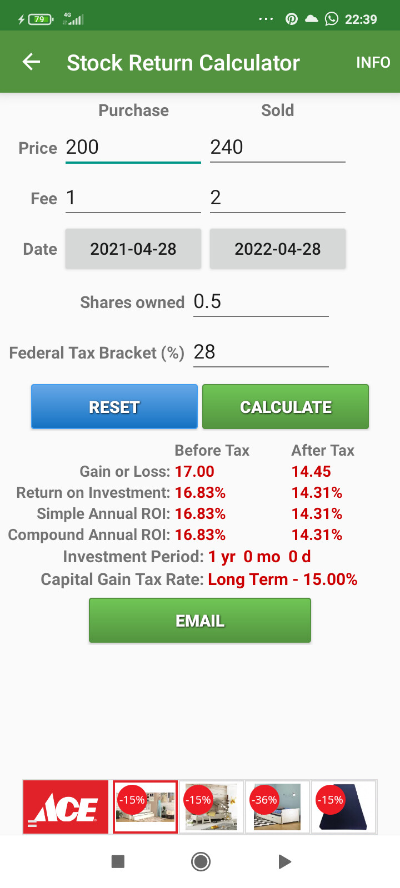 79 4G ... 22:39
Stock Return Calculator INFO
Purchase Sold
Price 200 240
Fee 1 2
Date 2021-04-28 2022-04-28
Shares owned 0.5
Federal Tax Bracket (%) 28
RESET CALCULATE
Before Tax After Tax
Gain or Loss: 17.00 14.45
Return on Investment: 16.83% 14.31%
Simple Annual ROI: 16.83% 14.31%
Compound Annual ROI: 16.83% 14.31%
Investment Period: 1 yr 0 mo 0 d
Capital Gain Tax Rate: Long Term - 15.00%
EMAIL
ACE -15% -15% -36% -15%